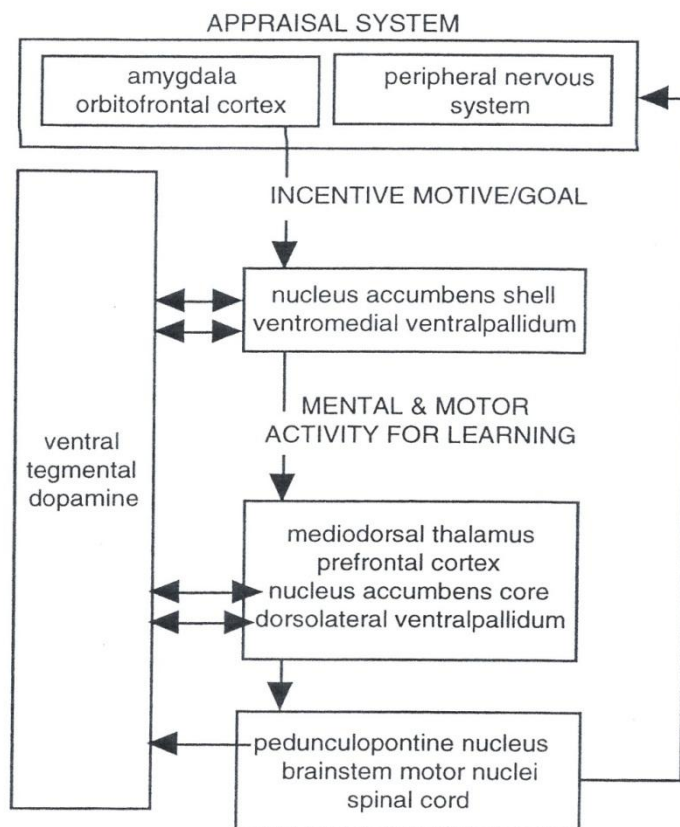 APPRAISAL SYSTEM
amygdala
orbitofrontal cortex
peripheral nervous
system
INCENTIVE MOTIVE/GOAL
nucleus accumbens shell
ventromedial ventralpallidum
MENTAL & MOTOR
ACTIVITY FOR LEARNING
ventral
tegmental
dopamine
mediodorsal thalamus
prefrontal cortex
nucleus accumbens core
dorsolateral ventralpallidum
pedunculopontine nucleus
brainstem motor nuclei
spinal cord